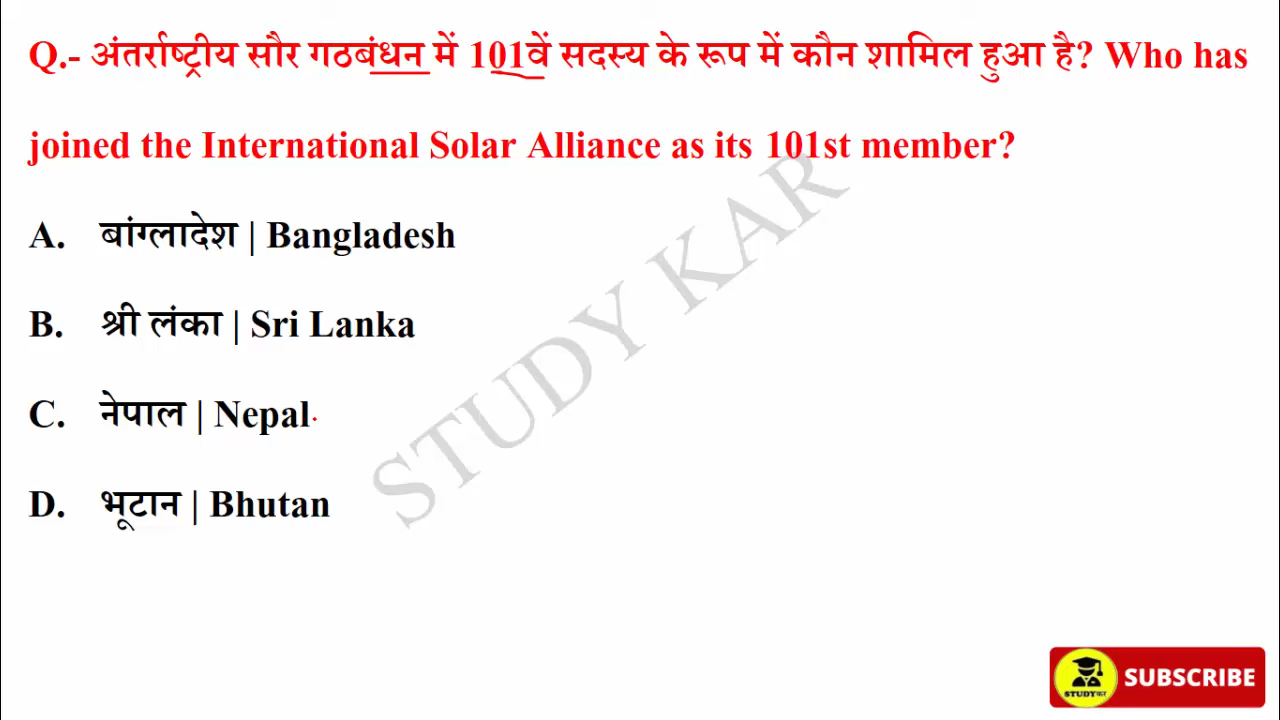 Q.- अंतर्राष्ट्रीय सौर गठबंधन में 101वें सदस्य के रूप में कौन शामिल हुआ है? Who has
joined the International Solar Alliance as its 101st member?
A. बांग्लादेश | Bangladesh
B. श्री लंका | Sri Lanka
C. नेपाल | Nepal
D. भूटान | Bhutan
STUDY KAR
STUDYकर
SUBSCRIBE